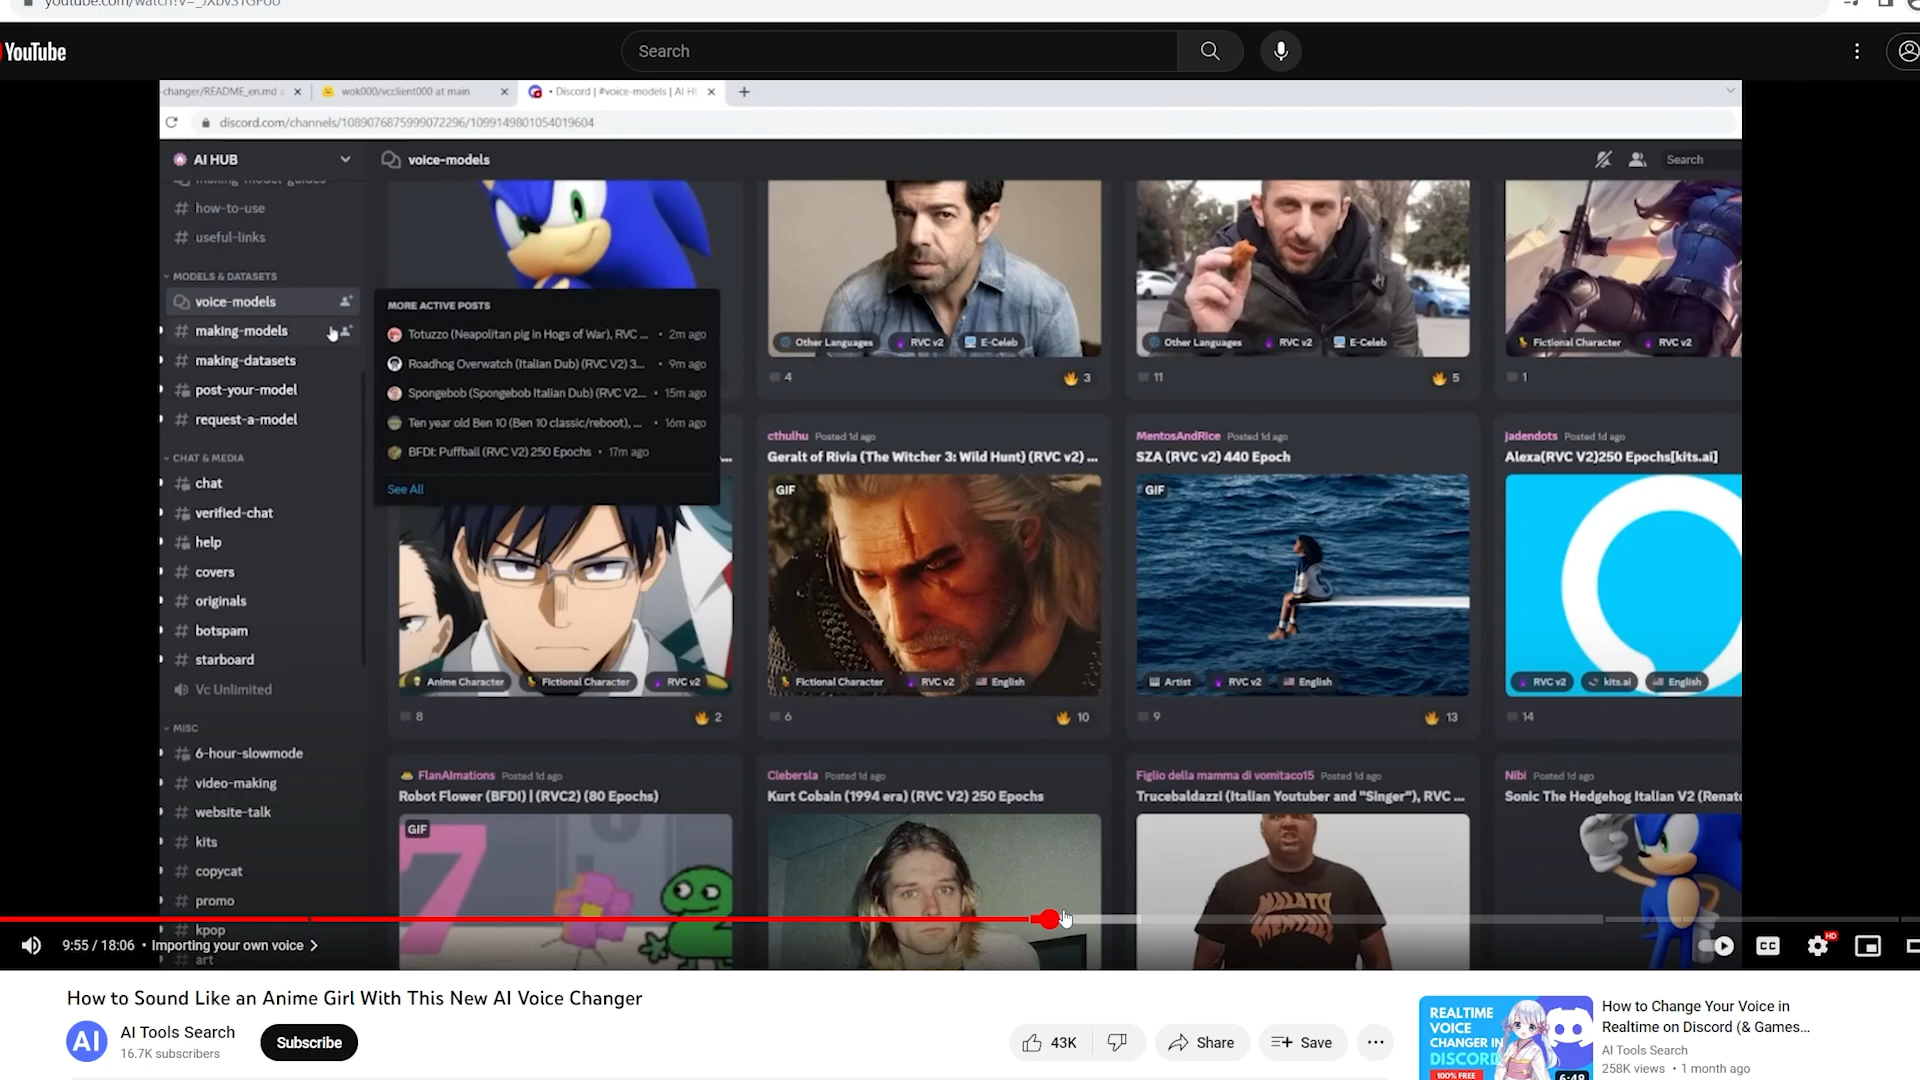 YouTube
Search
changer/README_en.md
wok000/vcclient000 at main
• Discord | #voice-models | AI H
discord.com/channels/1089076875999072296/1099149801054019604
AI HUB
voice-models
Search
making-model-guides
how-to-use
useful-links
MODELS & DATASETS
voice-models
making-models
making-datasets
post-your-model
request-a-model
CHAT & MEDIA
chat
verified-chat
help
covers
originals
botspam
starboard
Vc Unlimited
MISC
6-hour-slowmode
video-making
website-talk
kits
copycat
promo
kpop
art
MORE ACTIVE POSTS
Totuzzo (Neapolitan pig in Hogs of War), RVC ... • 2m ago
Roadhog Overwatch (Italian Dub) (RVC V2) 3... • 9m ago
Spongebob (Spongebob Italian Dub) (RVC V2... • 15m ago
Ten year old Ben 10 (Ben 10 classic/reboot), ... • 16m ago
BFDI: Puffball (RVC V2) 250 Epochs • 17m ago
See All
Other Languages RVC v2 E-Celeb
4 3
Other Languages RVC v2 E-Celeb
11 5
Fictional Character RVC v2
1
Anime Character Fictional Character RVC v2
8 2
cthulhu Posted 1d ago
Geralt of Rivia (The Witcher 3: Wild Hunt) (RVC v2) ...
GIF
Fictional Character RVC v2 English
6 10
MentosAndRice Posted 1d ago
SZA (RVC v2) 440 Epoch
GIF
Artist RVC v2 English
9 13
jadendots Posted 1d ago
Alexa(RVC V2)250 Epochs[kits.ai]
RVC v2 kits.ai English
14
FlanAImations Posted 1d ago
Robot Flower (BFDI) | (RVC2) (80 Epochs)
GIF
7
Clebersla Posted 1d ago
Kurt Cobain (1994 era) (RVC V2) 250 Epochs
Figlio della mamma di vomitaco15 Posted 1d ago
Trucebaldazzi (Italian Youtuber and "Singer"), RVC ...
MALATO
MENTALE
Nibi Posted 1d ago
Sonic The Hedgehog Italian V2 (Renat
9:55 / 18:06 • Importing your own voice
CC
HD
How to Sound Like an Anime Girl With This New AI Voice Changer
AI
AI Tools Search
16.7K subscribers
Subscribe
43K
Share
Save
REALTIME
VOICE
CHANGER IN
DISCORD
100% FREE
6:49
How to Change Your Voice in
Realtime on Discord (& Games...
AI Tools Search
258K views • 1 month ago